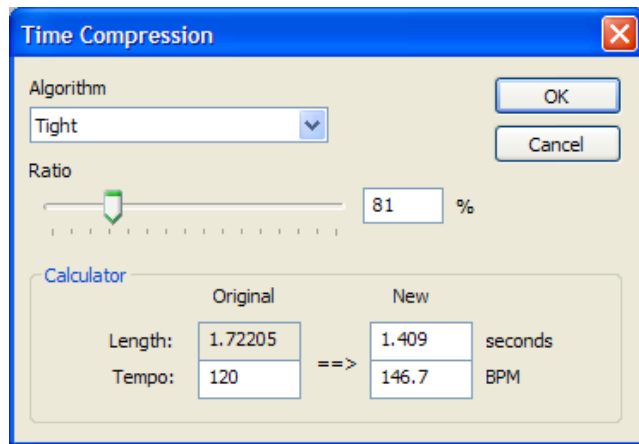 Time Compression
Algorithm
OK
Tight
Cancel
Ratio
81 %
Calculator
Original New
Length: 1.72205 1.409 seconds
==>
Tempo: 120 146.7 BPM